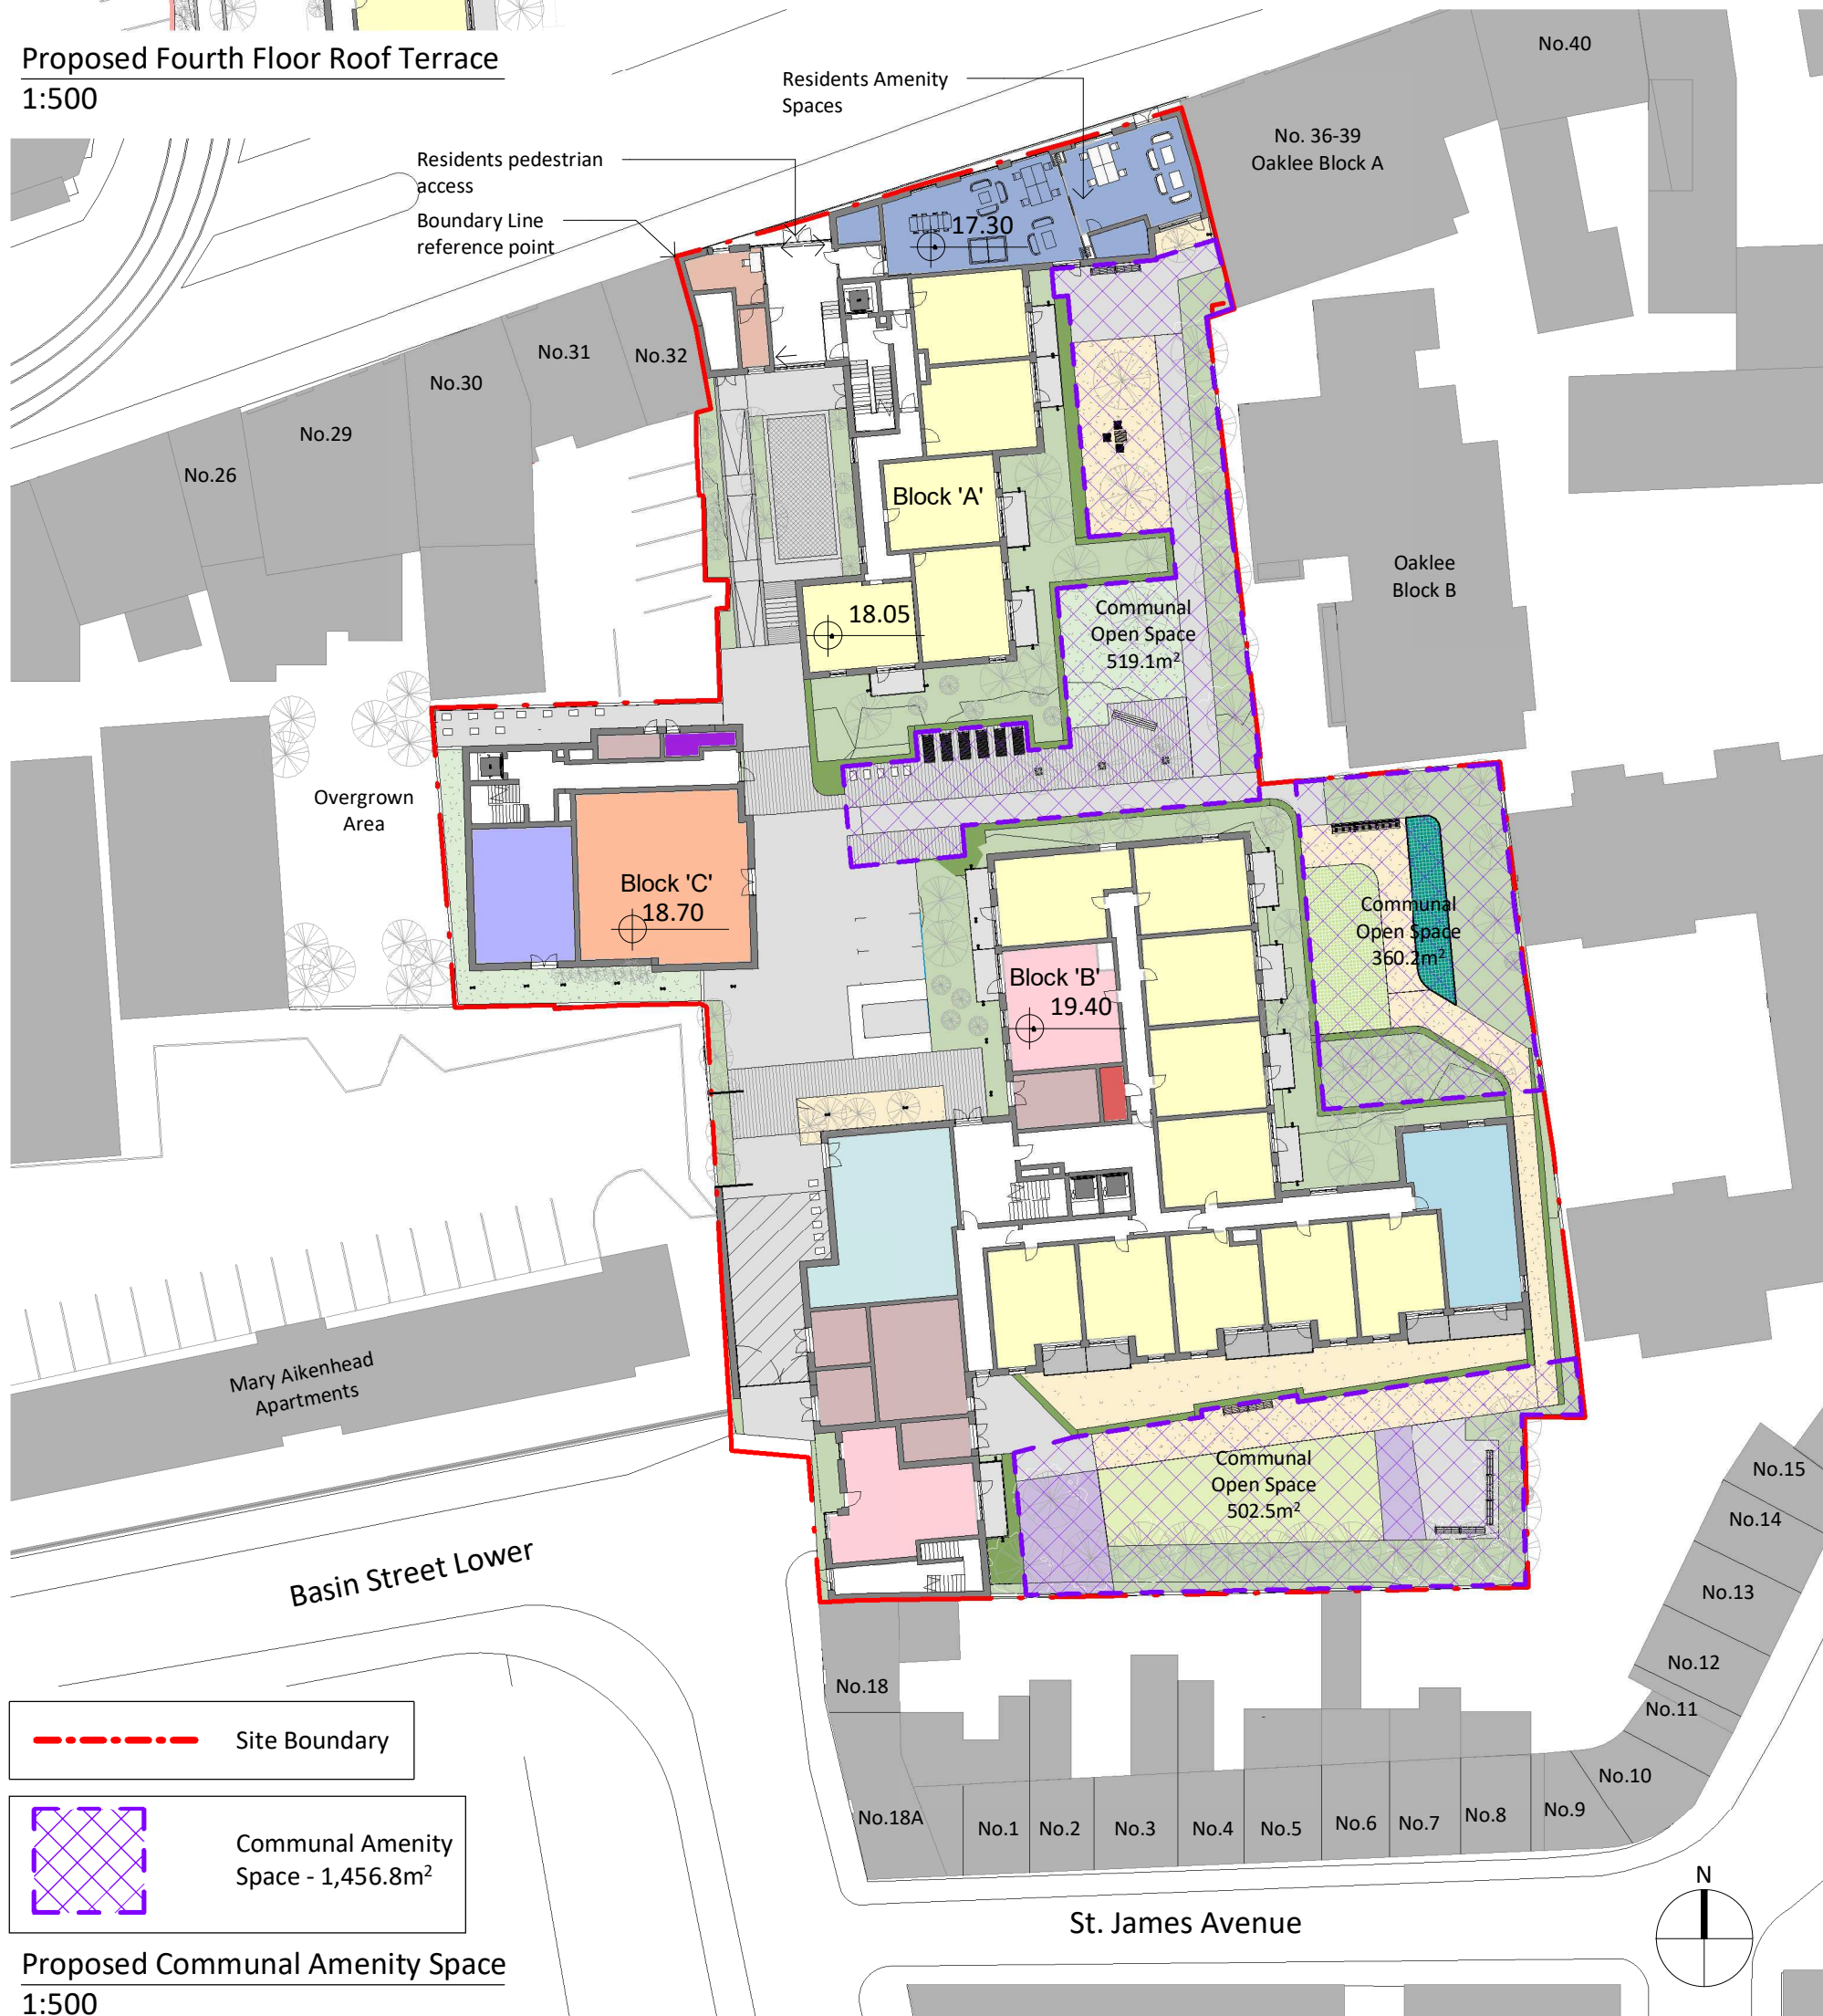 Proposed Fourth Floor Roof Terrace
1:500
No.40
Residents Amenity
Spaces
No. 36-39
Oaklee Block A
Residents pedestrian
access
Boundary Line
reference point
17.30
No.31
No.32
No.30
No.29
No.26
Block 'A'
Oaklee
Block B
18.05
Communal
Open Space
519.1m²
Overgrown
Area
Block 'C'
18.70
Communal
Open Space
360.2m²
Block 'B'
19.40
Mary Aikenhead
Apartments
Communal
Open Space
502.5m²
No.15
No.14
No.13
No.12
No.11
No.10
Basin Street Lower
No.18
No.18A
No.1
No.2
No.3
No.4
No.5
No.6
No.7
No.8
No.9
Site Boundary
Communal Amenity
Space - 1,456.8m²
N
St. James Avenue
Proposed Communal Amenity Space
1:500